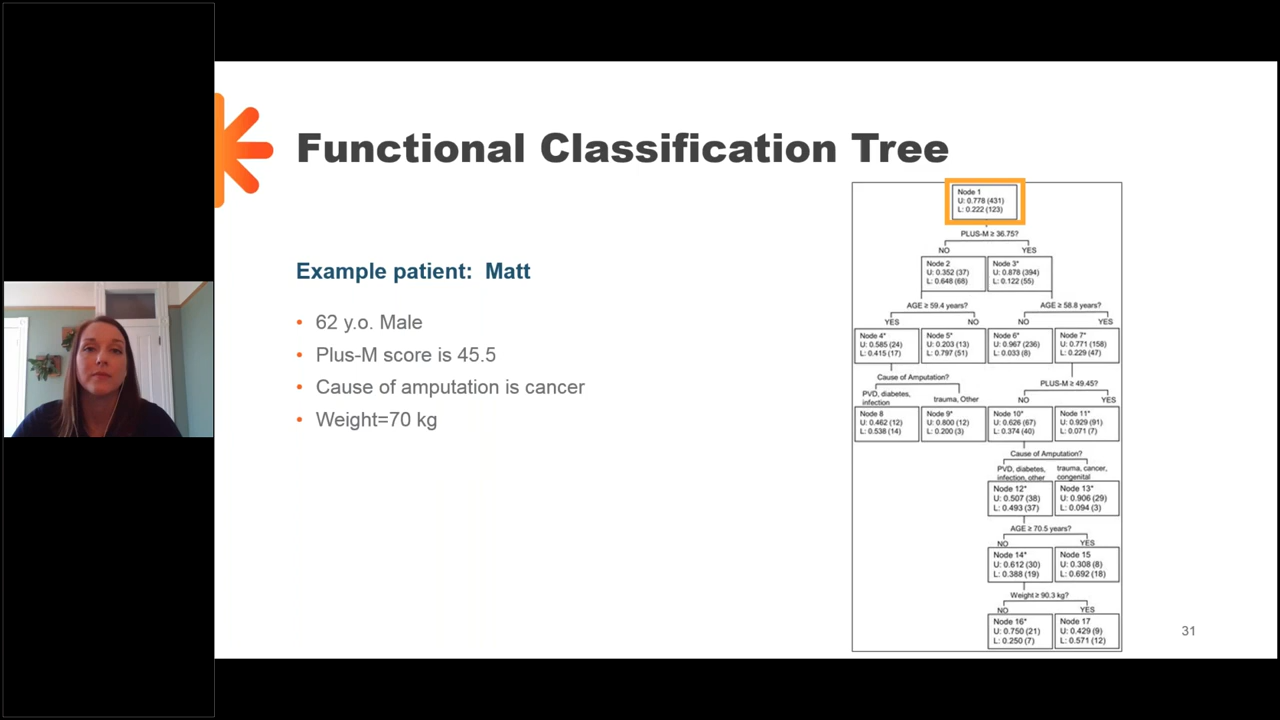 Functional Classification Tree
Example patient: Matt
• 62 y.o. Male
• Plus-M score is 45.5
• Cause of amputation is cancer
• Weight=70 kg
Node 1
U: 0.778 (431)
L: 0.222 (123)
PLUS-M ≥ 36.75?
NO YES
Node 2
U: 0.352 (37)
L: 0.648 (68)
Node 3*
U: 0.878 (394)
L: 0.122 (55)
AGE ≥ 59.4 years?
YES NO
AGE ≥ 58.8 years?
NO YES
Node 4*
U: 0.585 (24)
L: 0.415 (17)
Node 5*
U: 0.203 (13)
L: 0.797 (51)
Node 6*
U: 0.967 (236)
L: 0.033 (8)
Node 7*
U: 0.771 (158)
L: 0.229 (47)
Cause of Amputation?
PVD, diabetes,
infection
trauma, Other
PLUS-M ≥ 49.45?
NO YES
Node 8
U: 0.462 (12)
L: 0.538 (14)
Node 9*
U: 0.800 (12)
L: 0.200 (3)
Node 10*
U: 0.626 (67)
L: 0.374 (40)
Node 11*
U: 0.929 (91)
L: 0.071 (7)
Cause of Amputation?
PVD, diabetes,
infection, other
trauma, cancer,
congenital
Node 12*
U: 0.507 (38)
L: 0.493 (37)
Node 13*
U: 0.906 (29)
L: 0.094 (3)
AGE ≥ 70.5 years?
NO YES
Node 14*
U: 0.612 (30)
L: 0.388 (19)
Node 15
U: 0.308 (8)
L: 0.692 (18)
Weight ≥ 90.3 kg?
NO YES
Node 16*
U: 0.750 (21)
L: 0.250 (7)
Node 17
U: 0.429 (9)
L: 0.571 (12)
31